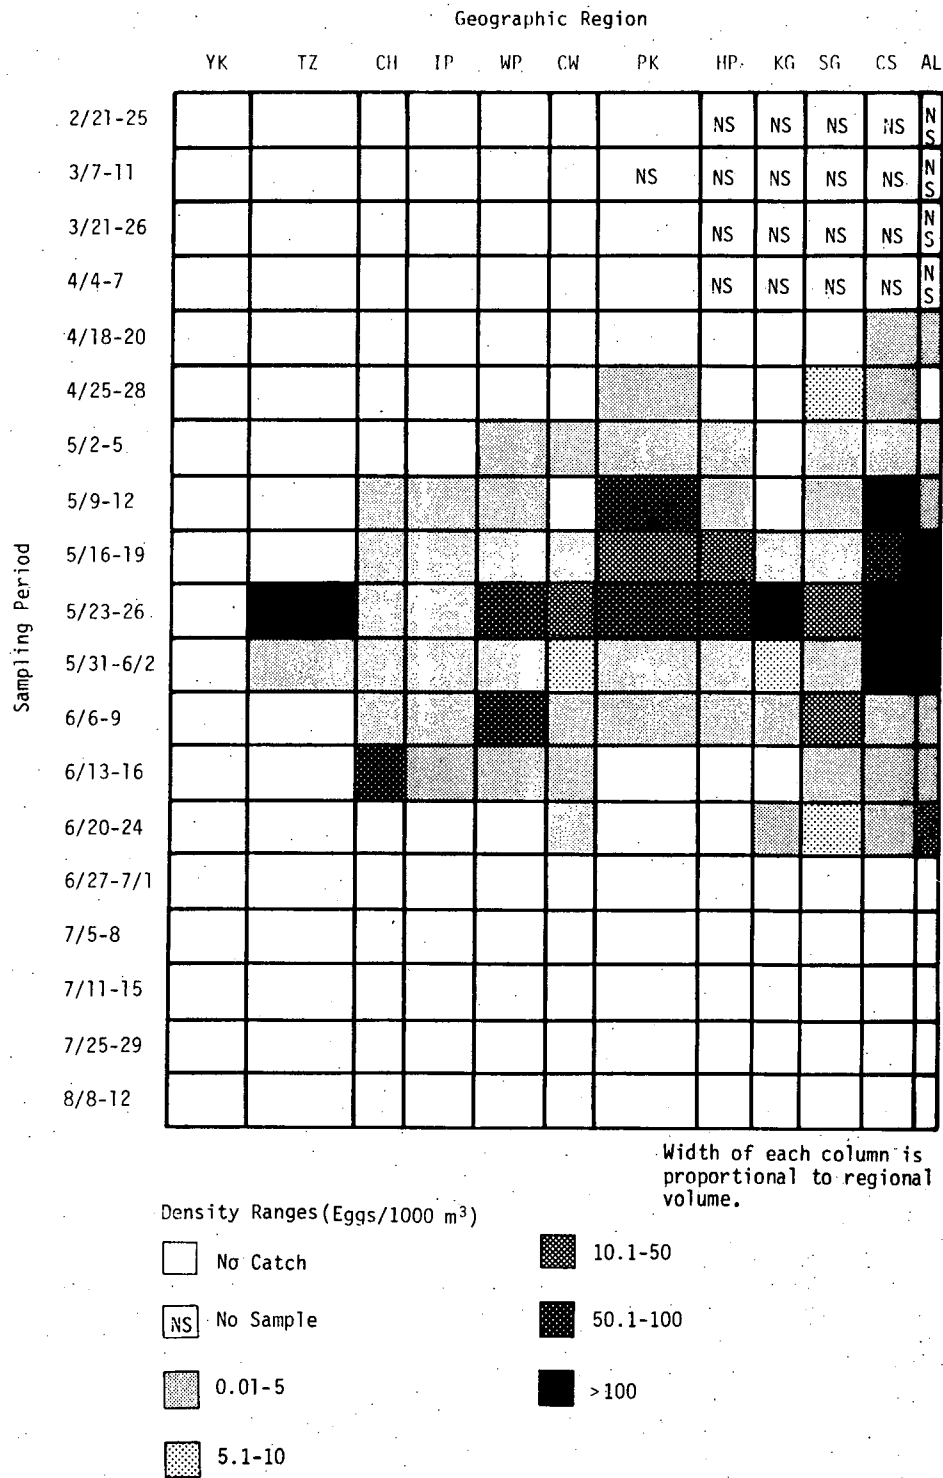 Geographic Region
YK TZ CH IP WP CW PK HP KG SG CS AL
2/21-25 NS NS NS NS NS
3/7-11 NS NS NS NS NS NS
3/21-26 NS NS NS NS NS
4/4-7 NS NS NS NS NS
4/18-20
4/25-28
5/2-5
5/9-12
5/16-19
5/23-26
5/31-6/2
6/6-9
6/13-16
6/20-24
6/27-7/1
7/5-8
7/11-15
7/25-29
8/8-12
Sampling Period
Width of each column is
proportional to regional
volume.
Density Ranges (Eggs/1000 m³)
No Catch
NS No Sample
0.01-5
5.1-10
10.1-50
50.1-100
>100